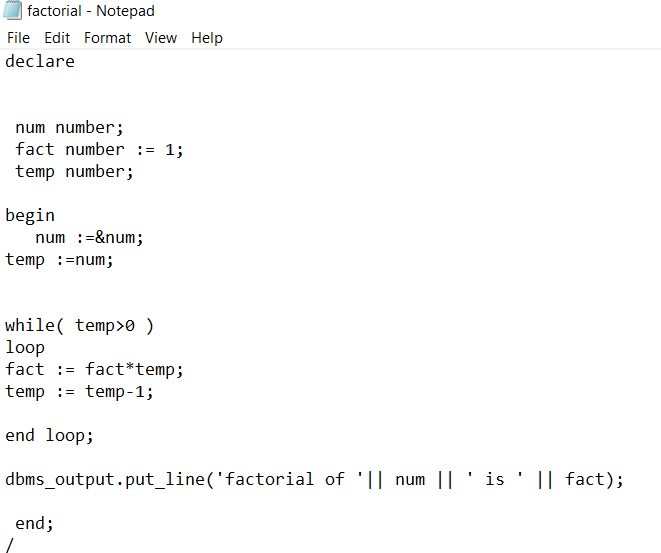 factorial - Notepad
File Edit Format View Help
declare
num number;
fact number := 1;
temp number;
begin
num :=&num;
temp :=num;
while( temp>0 )
loop
fact := fact*temp;
temp := temp-1;
end loop;
dbms_output.put_line('factorial of '|| num || ' is ' || fact);
end;
/